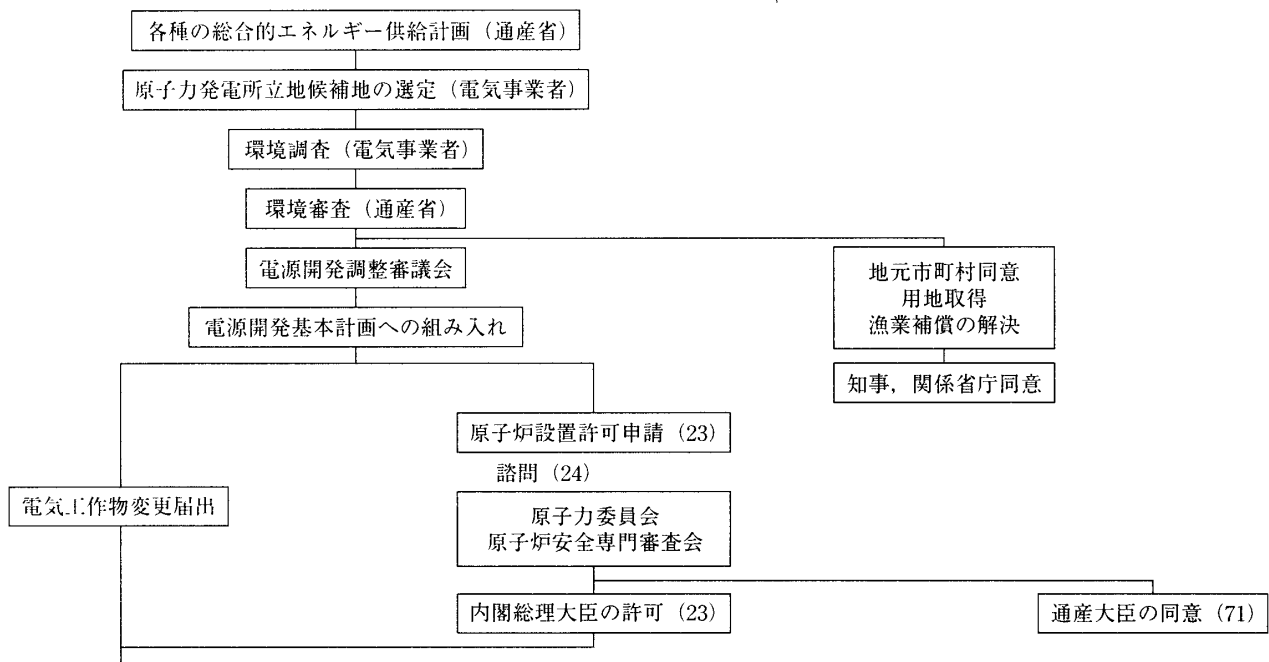 各種の総合的エネルギー供給計画（通産省）
原子力発電所立地候補地の選定（電気事業者）
環境調査（電気事業者）
環境審査（通産省）
電源開発調整審議会
地元市町村同意
用地取得
漁業補償の解決
電源開発基本計画への組み入れ
知事，関係省庁同意
原子炉設置許可申請（23）
諮問（24）
電気工作物変更届出
原子力委員会
原子炉安全専門審査会
内閣総理大臣の許可（23）
通産大臣の同意（71）